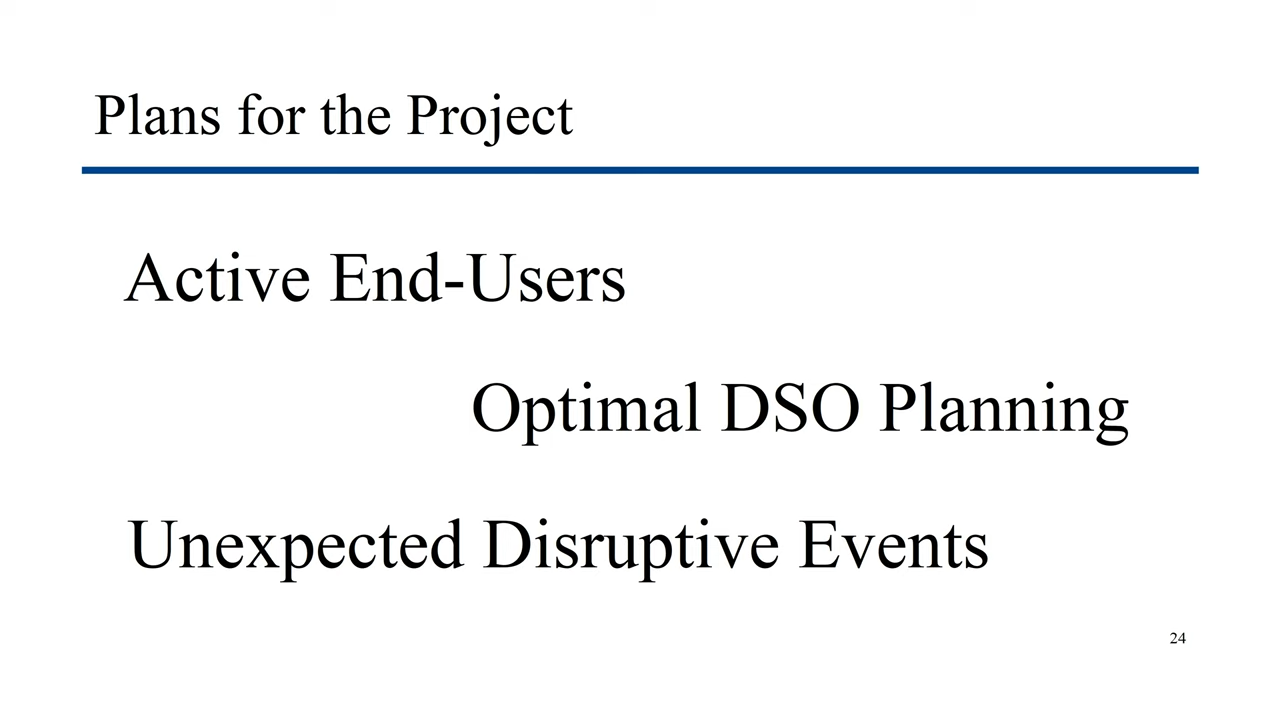 Plans for the Project
Active End-Users
Optimal DSO Planning
Unexpected Disruptive Events
24